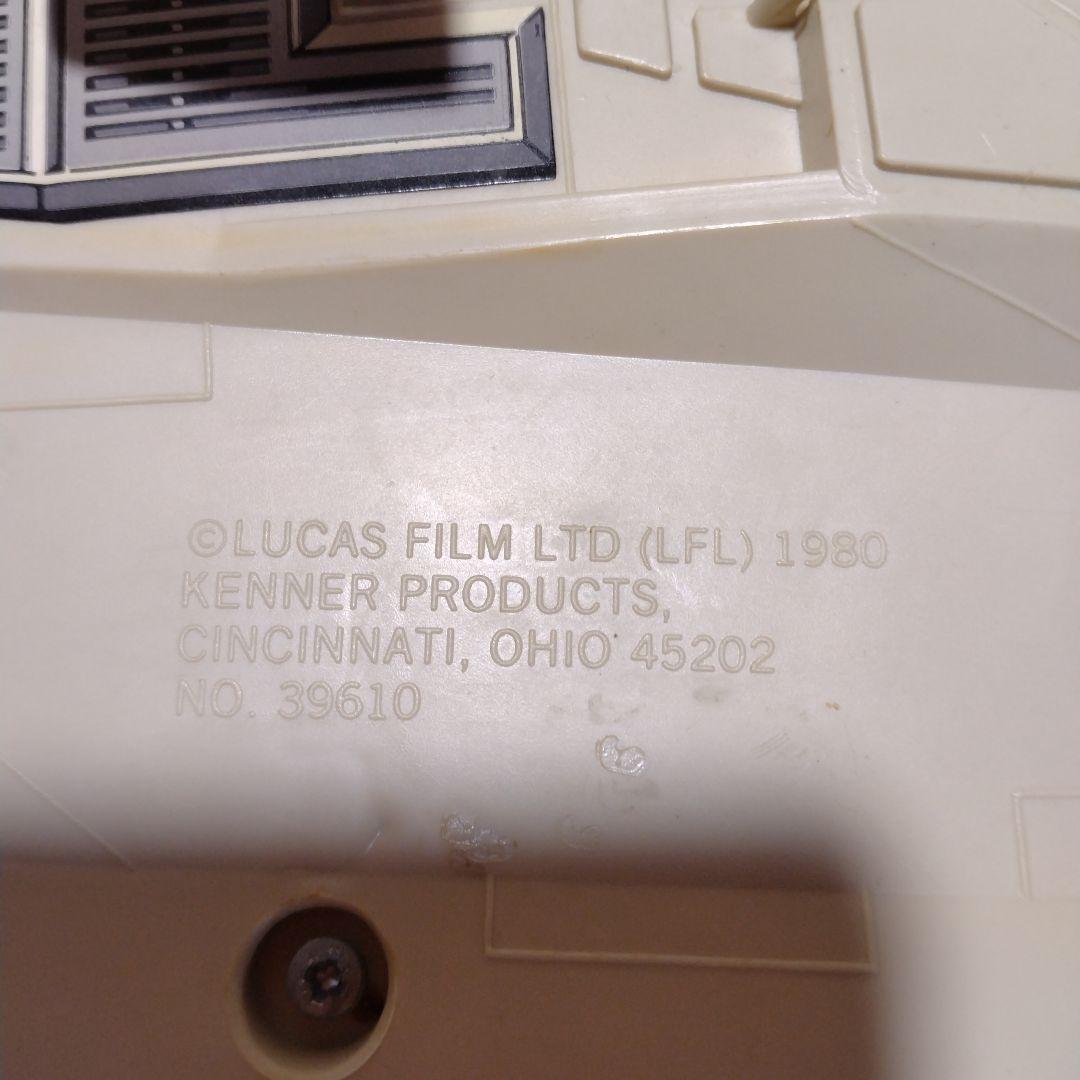 ©LUCAS FILM LTD (LFL) 1980
KENNER PRODUCTS,
CINCINNATI, OHIO 45202
NO. 39610